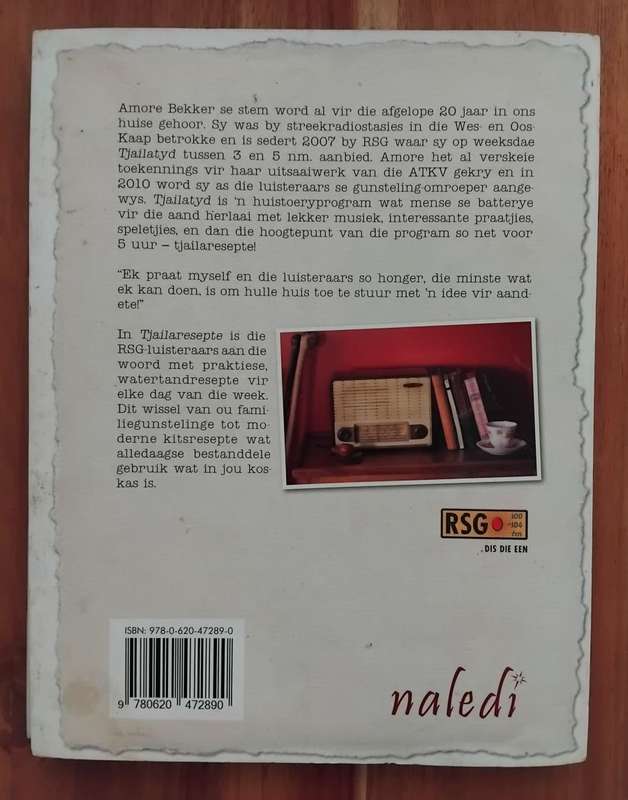 Amore Bekker se stem word al vir die afgelope 20 jaar in ons
huise gehoor. Sy was by streekradiostasies in die Wes- en Oos-
Kaap betrokke en is sedert 2007 by RSG waar sy op weeksdae
Tjailatyd tussen 3 en 5 nm. aanbied. Amore het al verskeie
toekennings vir haar uitsaaiwerk van die ATKV gekry en in
2010 word sy as die luisteraars se gunsteling-omroeper aange-
wys. Tjailatyd is 'n huistoeryprogram wat mense se batterye
vir die aand herlaai met lekker musiek, interessante praatjies,
speletjies, en dan die hoogtepunt van die program so net voor
5 uur – tjailaresepte!
“Ek praat myself en die luisteraars so honger, die minste wat
ek kan doen, is om hulle huis toe te stuur met 'n idee vir aand-
ete!”
In Tjailaresepte is die
RSG-luisteraars aan die
woord met praktiese,
watertandresepte vir
elke dag van die week.
Dit wissel van ou fami-
liegunstelinge tot mo-
derne kitsresepte wat
alledaagse bestanddele
gebruik wat in jou kos-
kas is.
RSG 100
-104
fm
..DIS DIE EEN
ISBN: 978-0-620-47289-0
9 780620 472890
naledi